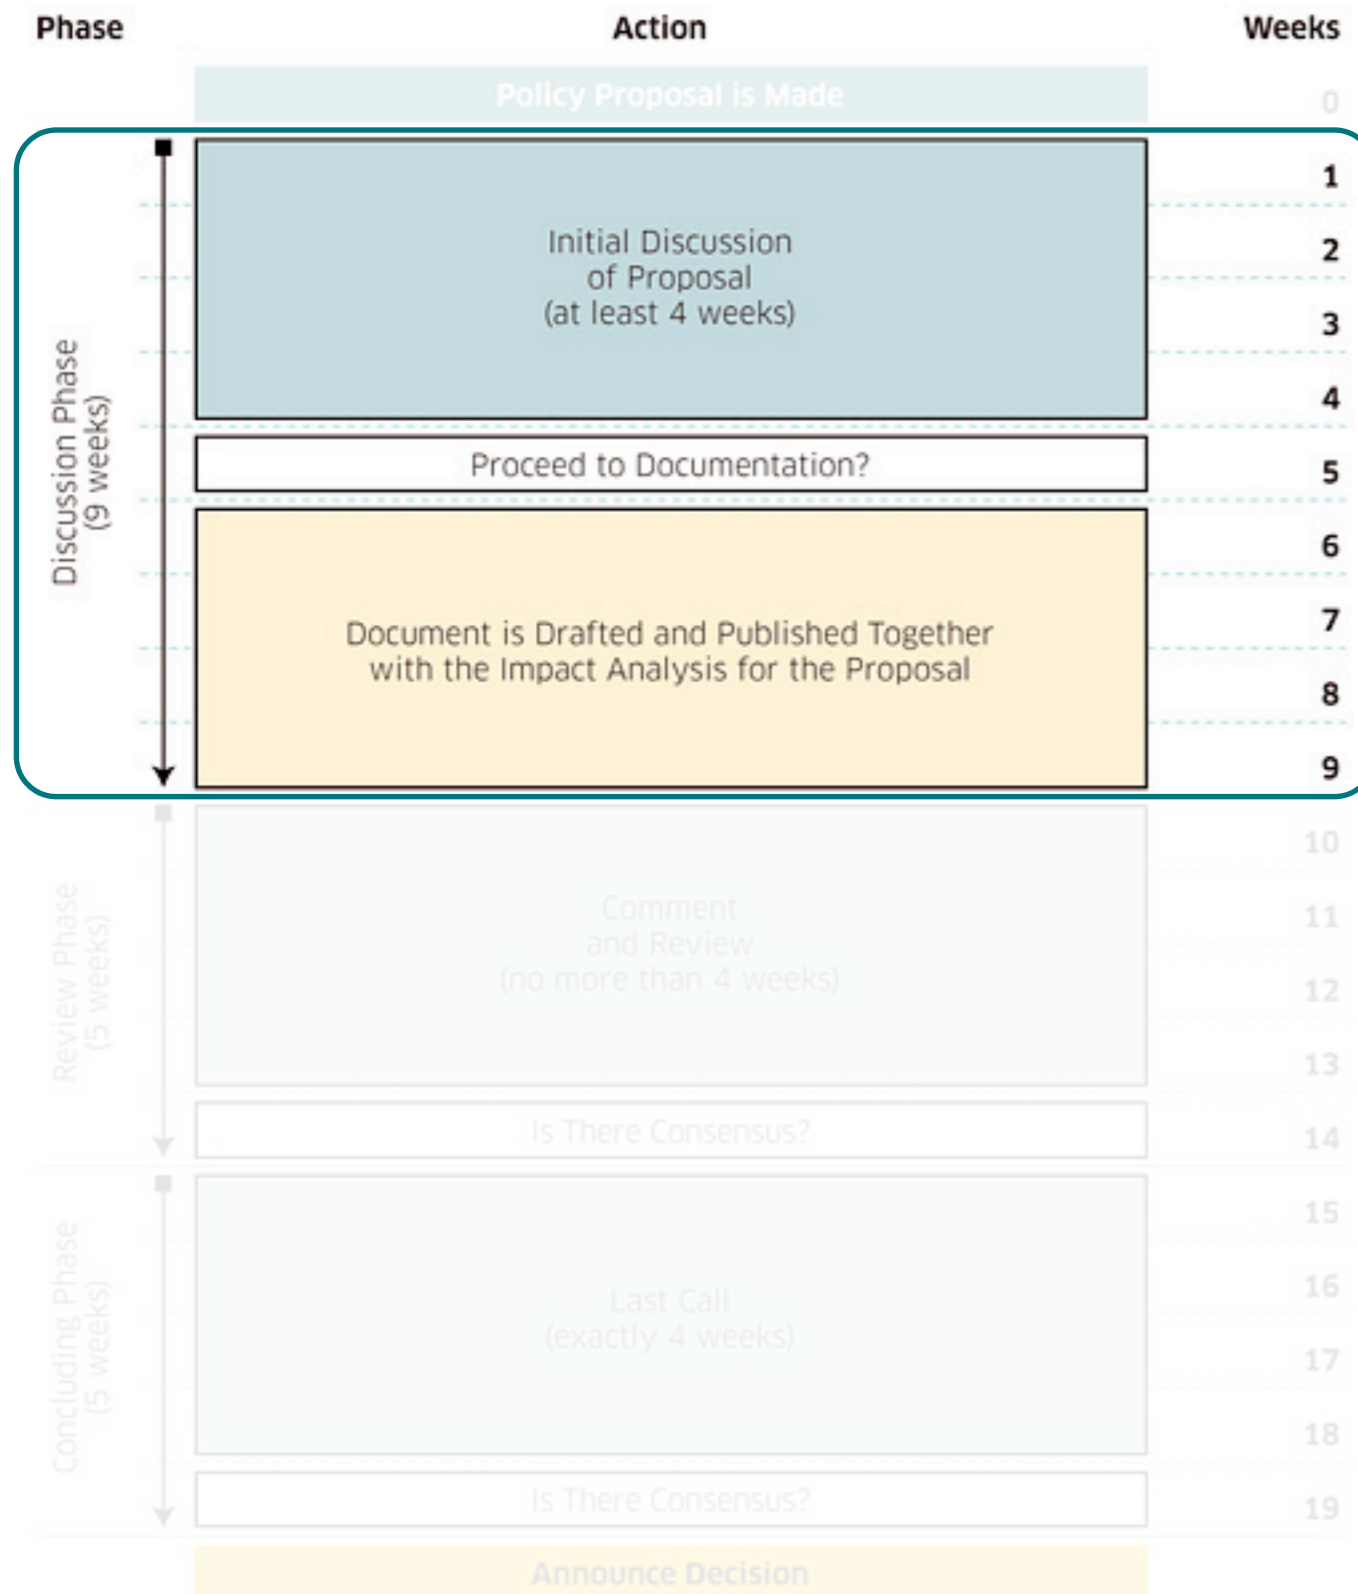 Phase Action Weeks
Policy Proposal is Made 0
Discussion Phase
(9 weeks)
1
Initial Discussion
of Proposal
(at least 4 weeks)
2
3
4
Proceed to Documentation? 5
6
Document is Drafted and Published Together
with the Impact Analysis for the Proposal
7
8
9
Review Phase
(5 weeks)
10
Comment
and Review
(no more than 4 weeks)
11
12
13
Is There Consensus? 14
Concluding Phase
(5 weeks)
15
Last Call
(exactly 4 weeks)
16
17
18
Is There Consensus? 19
Announce Decision